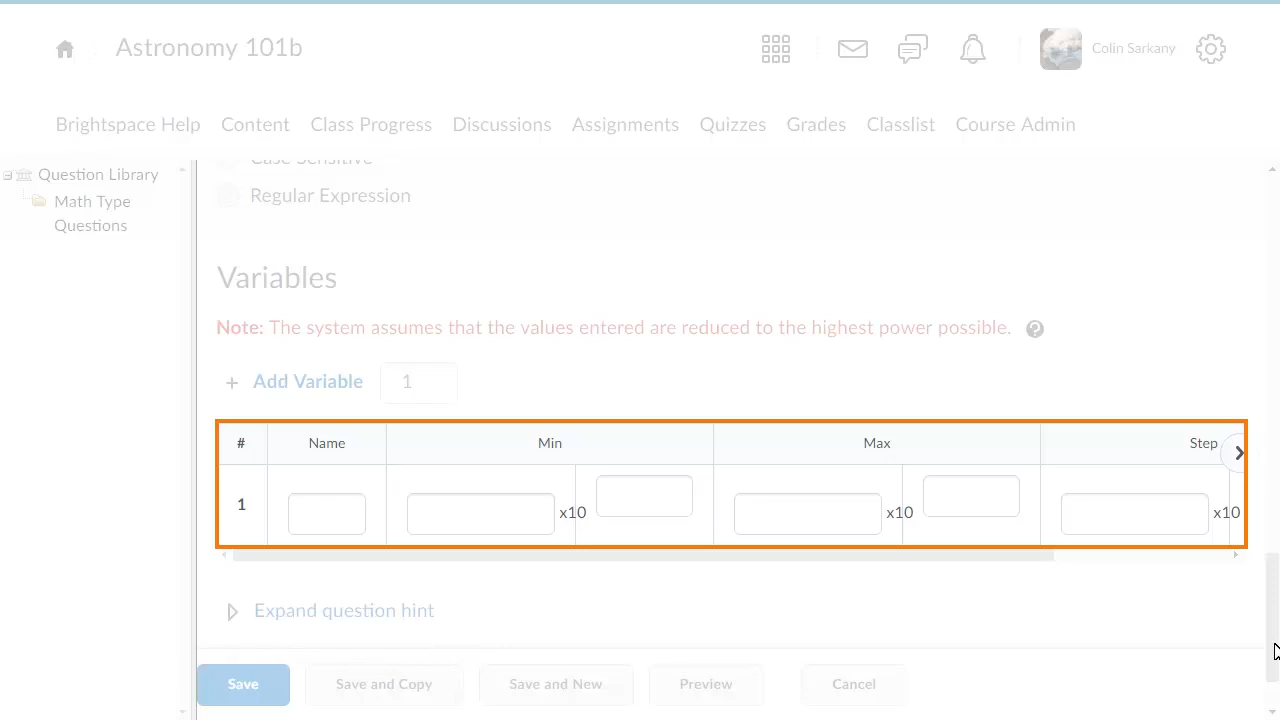 Astronomy 101b
Colin Sarkany
Brightspace Help Content Class Progress Discussions Assignments Quizzes Grades Classlist Course Admin
Question Library
Math Type
Questions
Case Sensitive
Regular Expression
Variables
Note: The system assumes that the values entered are reduced to the highest power possible.
+ Add Variable 1
# Name Min Max Step
1 x10 x10 x10
Expand question hint
Save Save and Copy Save and New Preview Cancel